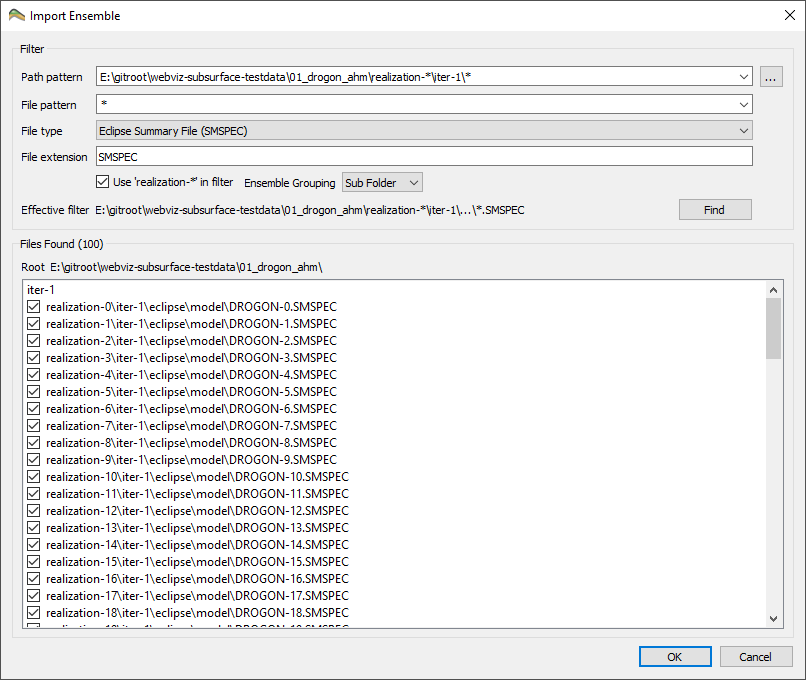 Import Ensemble
Filter
Path pattern E:\gitroot\webviz-subsurface-testdata\01_drogon_ahm\realization-*\iter-1\* ...
File pattern *
File type Eclipse Summary File (SMSPEC)
File extension SMSPEC
Use 'realization-*' in filter Ensemble Grouping Sub Folder
Effective filter E:\gitroot\webviz-subsurface-testdata\01_drogon_ahm\realization-*\iter-1\...\*.SMSPEC Find
Files Found (100)
Root E:\gitroot\webviz-subsurface-testdata\01_drogon_ahm\
iter-1
realization-0\iter-1\eclipse\model\DROGON-0.SMSPEC
realization-1\iter-1\eclipse\model\DROGON-1.SMSPEC
realization-2\iter-1\eclipse\model\DROGON-2.SMSPEC
realization-3\iter-1\eclipse\model\DROGON-3.SMSPEC
realization-4\iter-1\eclipse\model\DROGON-4.SMSPEC
realization-5\iter-1\eclipse\model\DROGON-5.SMSPEC
realization-6\iter-1\eclipse\model\DROGON-6.SMSPEC
realization-7\iter-1\eclipse\model\DROGON-7.SMSPEC
realization-8\iter-1\eclipse\model\DROGON-8.SMSPEC
realization-9\iter-1\eclipse\model\DROGON-9.SMSPEC
realization-10\iter-1\eclipse\model\DROGON-10.SMSPEC
realization-11\iter-1\eclipse\model\DROGON-11.SMSPEC
realization-12\iter-1\eclipse\model\DROGON-12.SMSPEC
realization-13\iter-1\eclipse\model\DROGON-13.SMSPEC
realization-14\iter-1\eclipse\model\DROGON-14.SMSPEC
realization-15\iter-1\eclipse\model\DROGON-15.SMSPEC
realization-16\iter-1\eclipse\model\DROGON-16.SMSPEC
realization-17\iter-1\eclipse\model\DROGON-17.SMSPEC
realization-18\iter-1\eclipse\model\DROGON-18.SMSPEC
OK Cancel